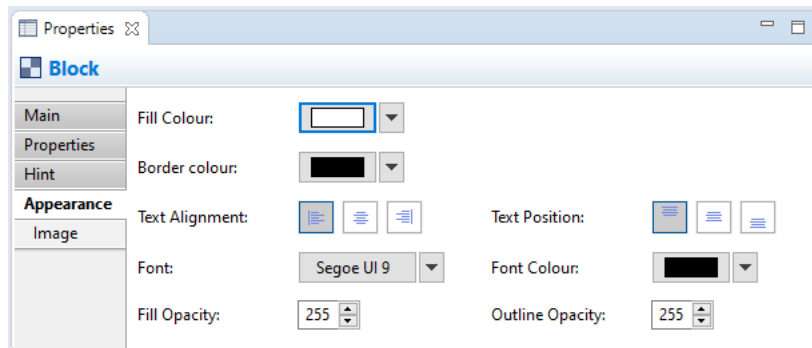 Properties
Block
Main
Properties
Hint
Appearance
Image
Fill Colour:
Border colour:
Text Alignment:
Text Position:
Font:
Segoe UI 9
Font Colour:
Fill Opacity:
255
Outline Opacity:
255